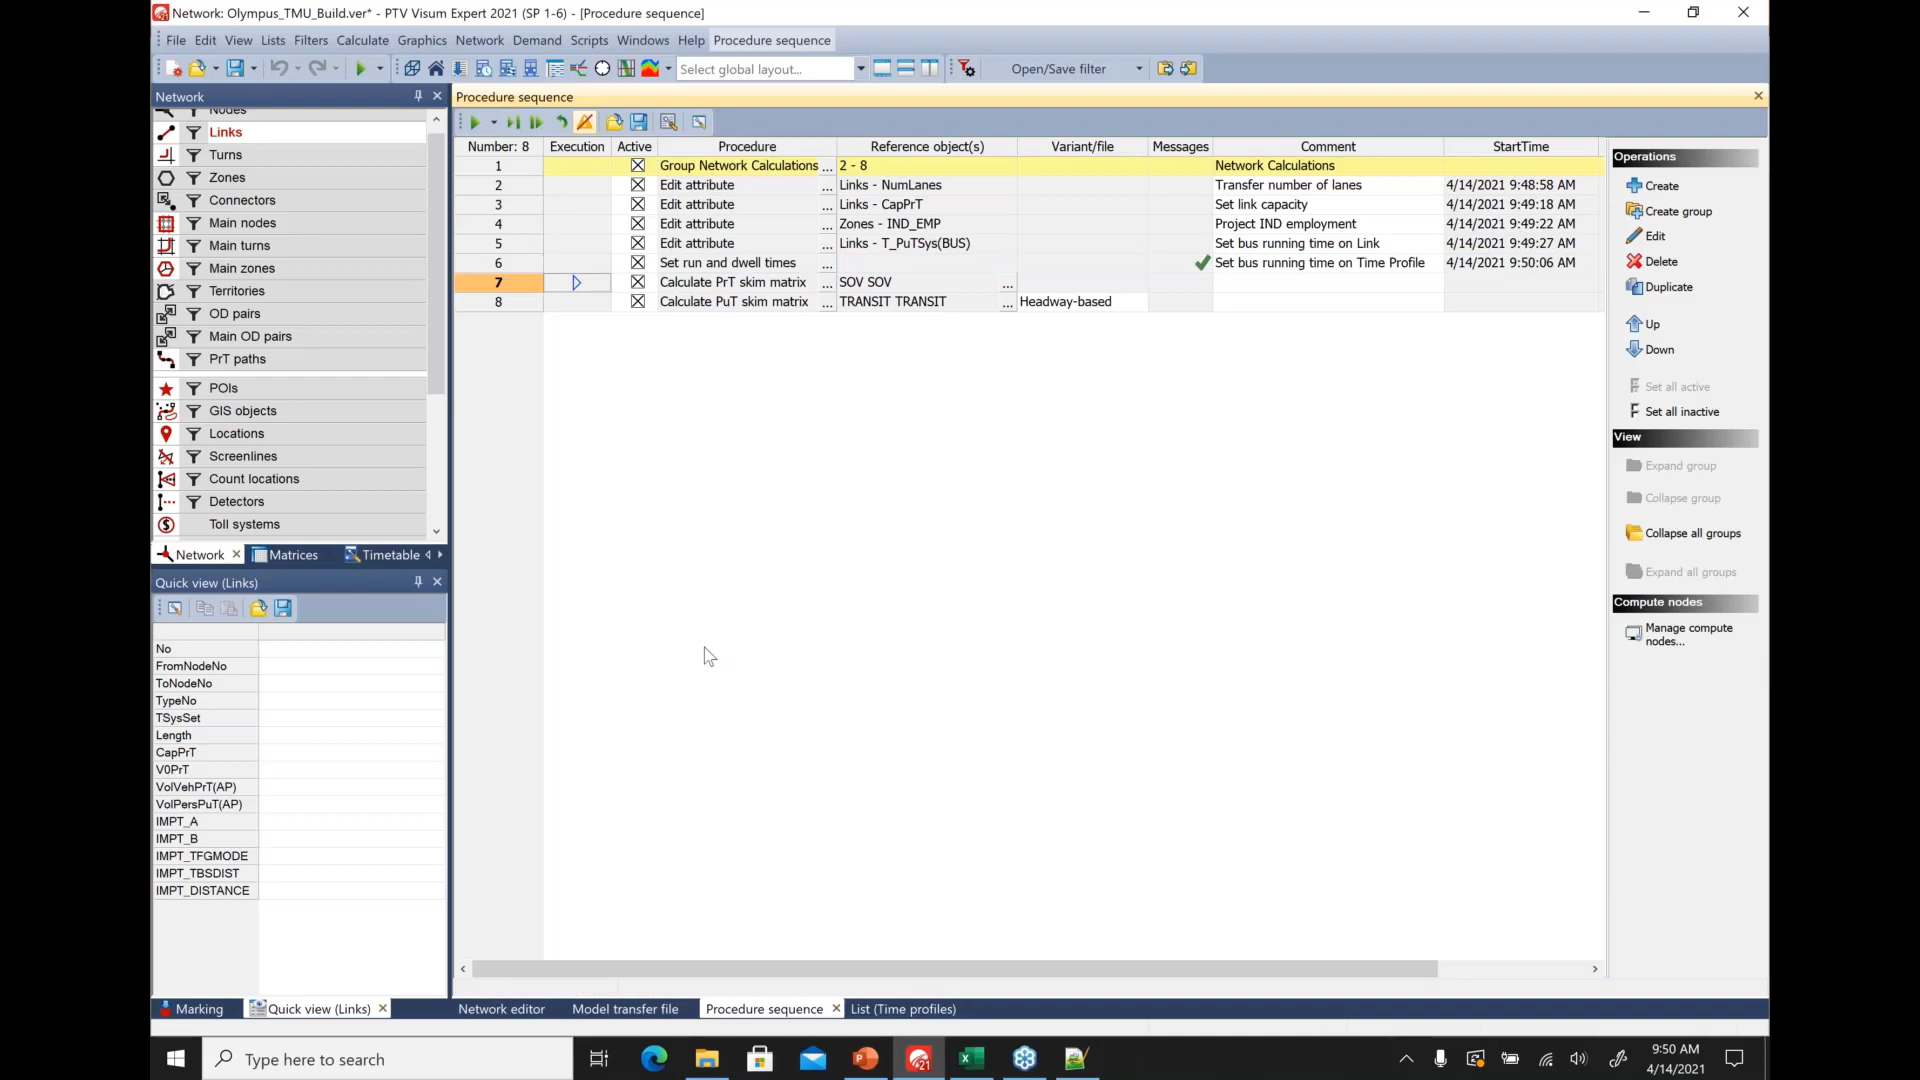 Network: Olympus_TMU_Build.ver* - PTV Visum Expert 2021 (SP 1-6) - [Procedure sequence]
File Edit View Lists Filters Calculate Graphics Network Demand Scripts Windows Help Procedure sequence
Select global layout... Open/Save filter
Network
Nodes
Links
Turns
Zones
Connectors
Main nodes
Main turns
Main zones
Territories
OD pairs
Main OD pairs
PrT paths
POIs
GIS objects
Locations
Screenlines
Count locations
Detectors
Toll systems
Network Matrices Timetable
Quick view (Links)
No
FromNodeNo
ToNodeNo
TypeNo
TSysSet
Length
CapPrT
V0PrT
VolVehPrT(AP)
VolPersPuT(AP)
IMPT_A
IMPT_B
IMPT_TFGMODE
IMPT_TBSDIST
IMPT_DISTANCE
Marking Quick view (Links)
Procedure sequence
Number: 8 Execution Active Procedure Reference object(s) Variant/file Messages Comment StartTime
1 Group Network Calculations ... 2 - 8 Network Calculations
2 Edit attribute ... Links - NumLanes Transfer number of lanes 4/14/2021 9:48:58 AM
3 Edit attribute ... Links - CapPrT Set link capacity 4/14/2021 9:49:18 AM
4 Edit attribute ... Zones - IND_EMP Project IND employment 4/14/2021 9:49:22 AM
5 Edit attribute ... Links - T_PuTSys(BUS) Set bus running time on Link 4/14/2021 9:49:27 AM
6 Set run and dwell times ... Set bus running time on Time Profile 4/14/2021 9:50:06 AM
7 Calculate PrT skim matrix ... SOV SOV ...
8 Calculate PuT skim matrix ... TRANSIT TRANSIT ... Headway-based
Operations
Create
Create group
Edit
Delete
Duplicate
Up
Down
Set all active
Set all inactive
View
Expand group
Collapse group
Collapse all groups
Expand all groups
Compute nodes
Manage compute
nodes...
Network editor Model transfer file Procedure sequence List (Time profiles)
Type here to search
21
9:50 AM
4/14/2021